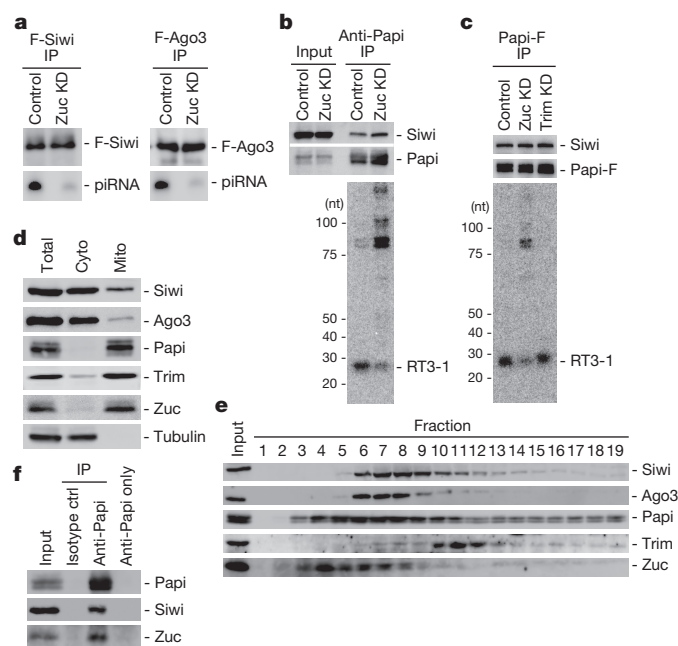 a
F-Siwi
IP
Control
Zuc KD
- F-Siwi
- piRNA
F-Ago3
IP
Control
Zuc KD
- F-Ago3
- piRNA
b
Input
Anti-Papi
IP
Control
Zuc KD
Control
Zuc KD
- Siwi
- Papi
(nt)
100 -
75 -
50 -
40 -
30 -
20 -
- RT3-1
c
Papi-F
IP
Control
Zuc KD
Trim KD
- Siwi
- Papi-F
(nt)
100 -
75 -
50 -
40 -
30 -
20 -
- RT3-1
d
Total
Cyto
Mito
- Siwi
- Ago3
- Papi
- Trim
- Zuc
- Tubulin
e
Fraction
Input
1 2 3 4 5 6 7 8 9 10 11 12 13 14 15 16 17 18 19
- Siwi
- Ago3
- Papi
- Trim
- Zuc
f
IP
Input
Isotype ctrl
Anti-Papi
Anti-Papi only
- Papi
- Siwi
- Zuc